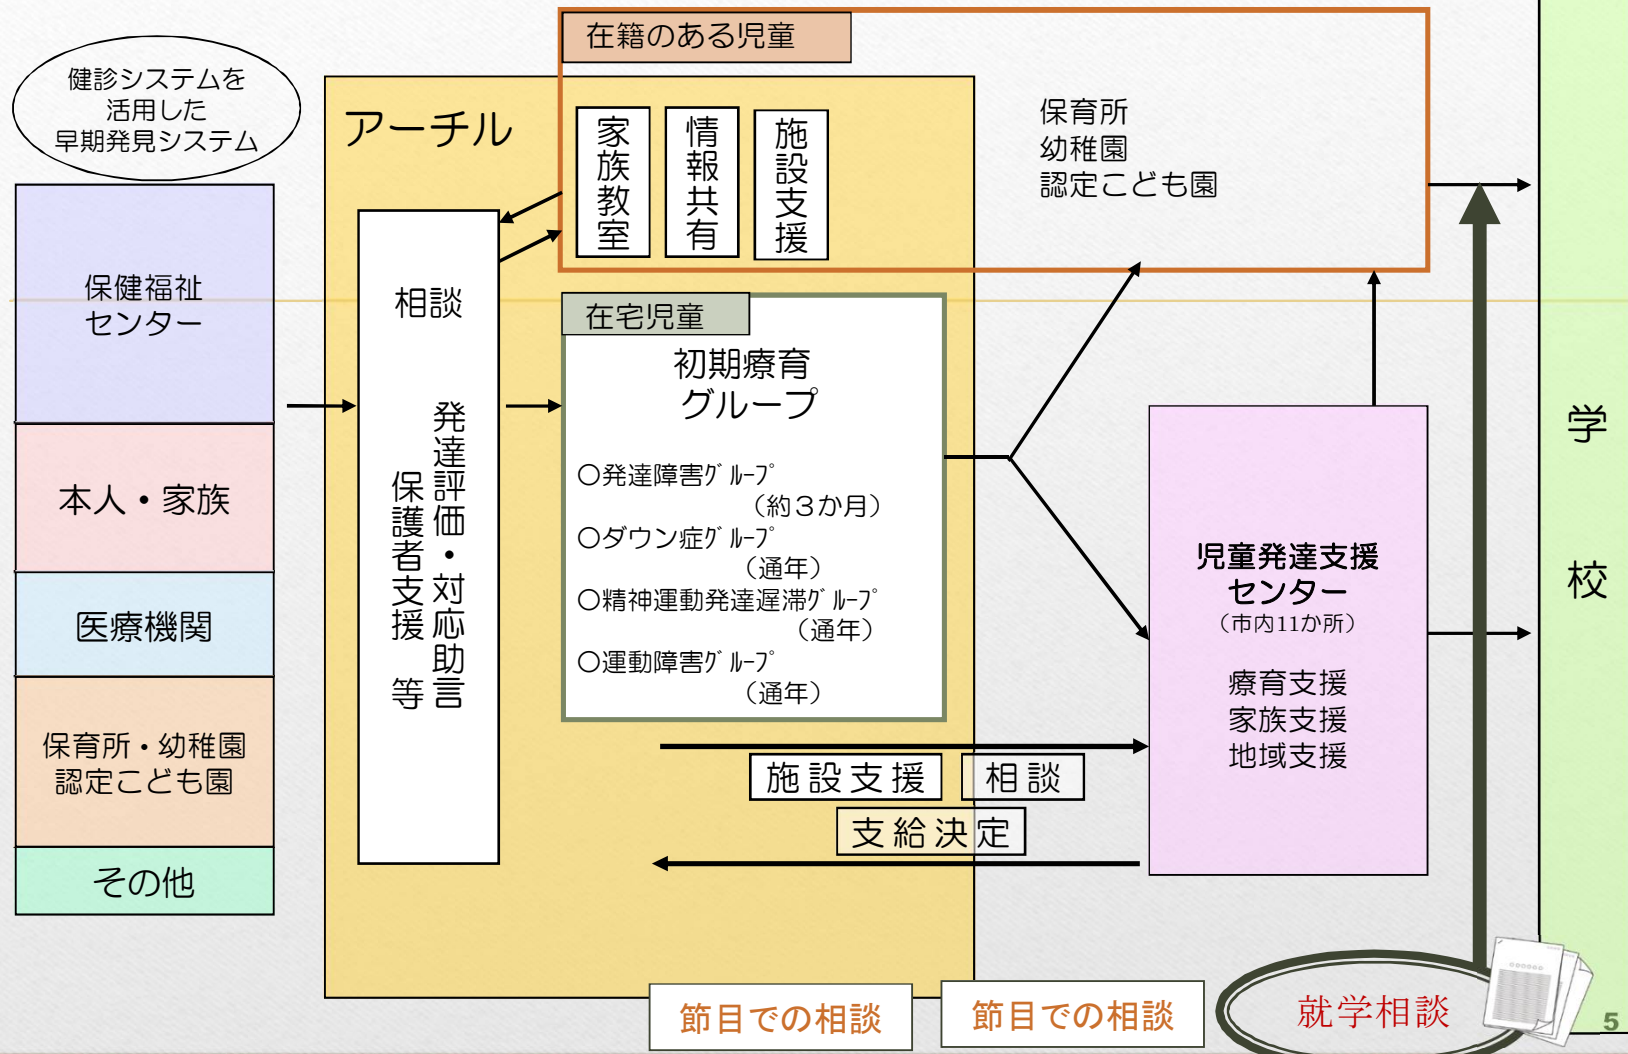 健診システムを
活用した
早期発見システム
保健福祉
センター
本人・家族
医療機関
保育所・幼稚園
認定こども園
その他
アーチル
相談
発達評価・対応助言
保護者支援 等
在籍のある児童
家族教室
情報共有
施設支援
保育所
幼稚園
認定こども園
在宅児童
初期療育
グループ
○発達障害ｸﾞﾙｰﾌﾟ
（約３か月）
○ダウン症ｸﾞﾙｰﾌﾟ
（通年）
○精神運動発達遅滞ｸﾞﾙｰﾌﾟ
（通年）
○運動障害ｸﾞﾙｰﾌﾟ
（通年）
施設支援
相談
支給決定
児童発達支援
センター
（市内11か所）
療育支援
家族支援
地域支援
学校
節目での相談
節目での相談
就学相談
5